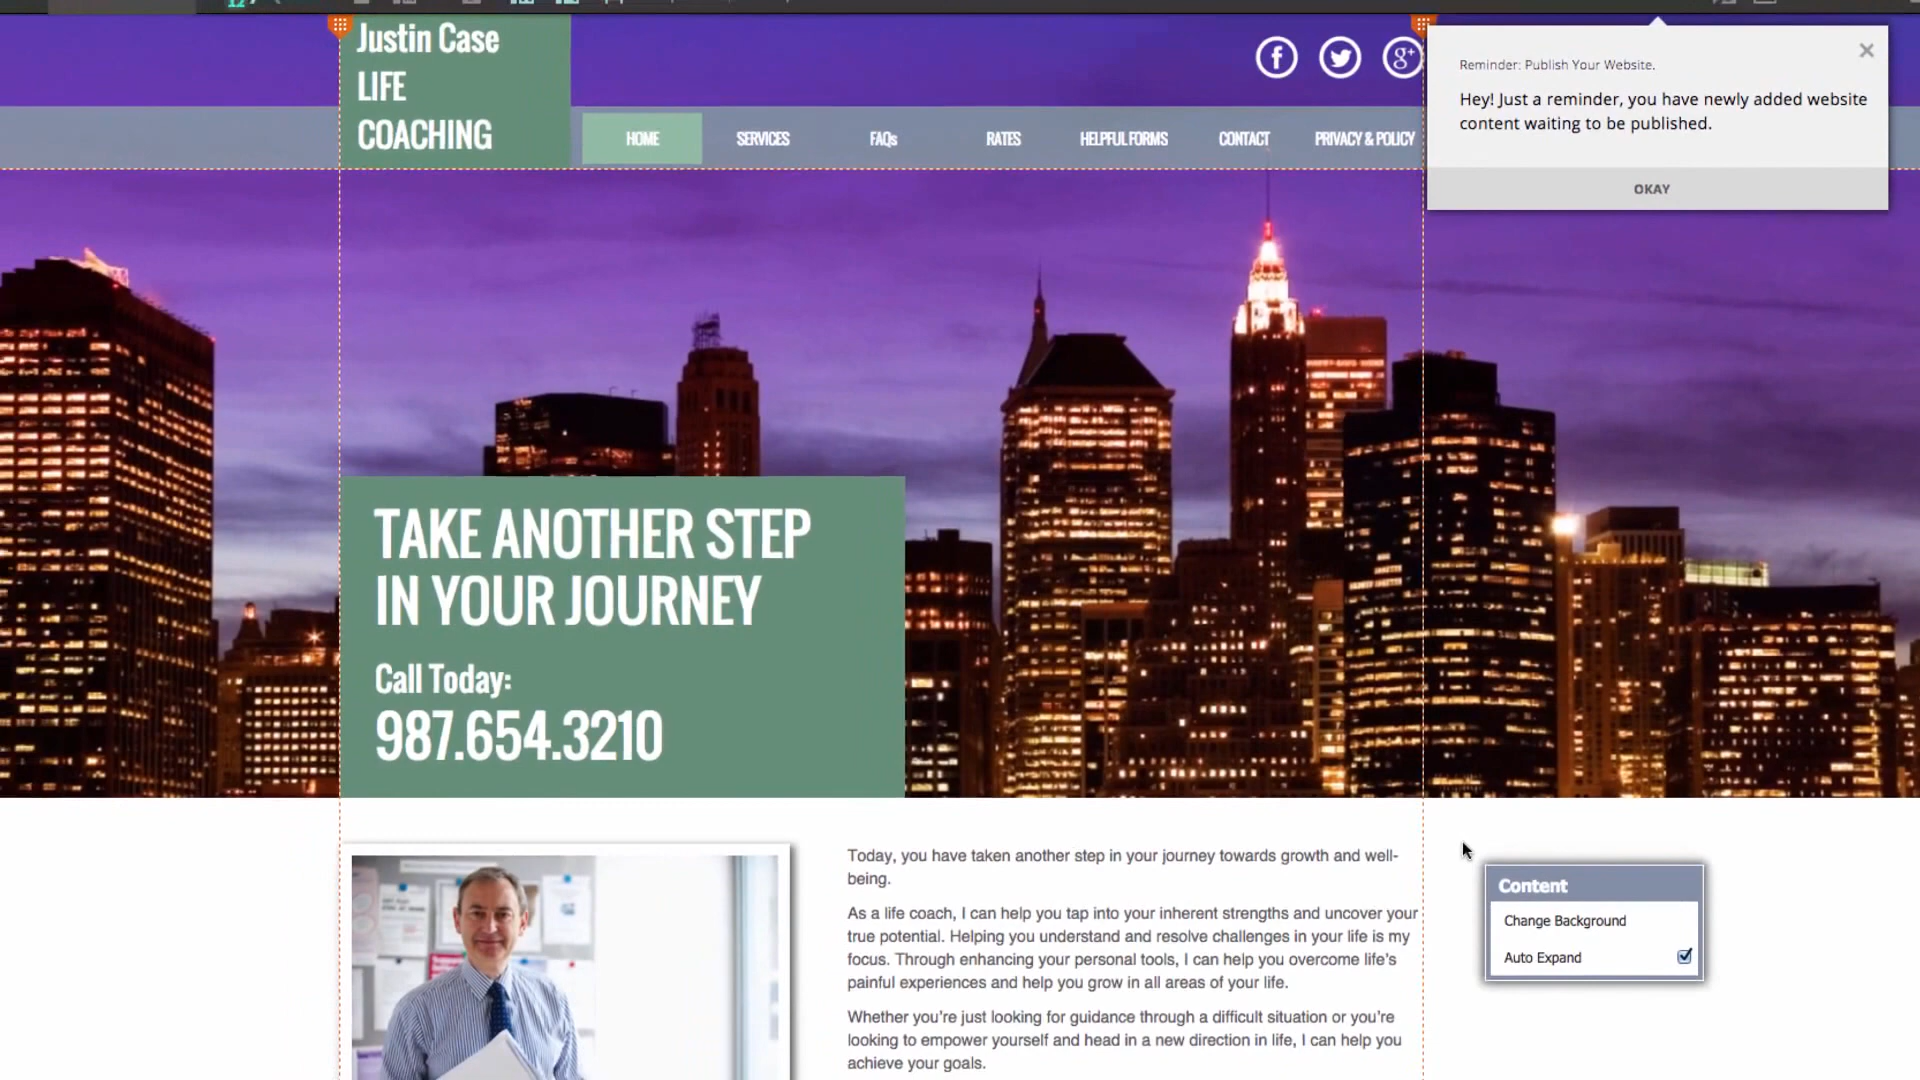 Justin Case
LIFE
COACHING
HOME
SERVICES
FAQs
RATES
HELPFUL FORMS
CONTACT
PRIVACY & POLICY
Reminder: Publish Your Website.
Hey! Just a reminder, you have newly added website
content waiting to be published.
OKAY
TAKE ANOTHER STEP
IN YOUR JOURNEY
Call Today:
987.654.3210
Today, you have taken another step in your journey towards growth and well-
being.
As a life coach, I can help you tap into your inherent strengths and uncover your
true potential. Helping you understand and resolve challenges in your life is my
focus. Through enhancing your personal tools, I can help you overcome life's
painful experiences and help you grow in all areas of your life.
Whether you're just looking for guidance through a difficult situation or you're
looking to empower yourself and head in a new direction in life, I can help you
achieve your goals.
Content
Change Background
Auto Expand